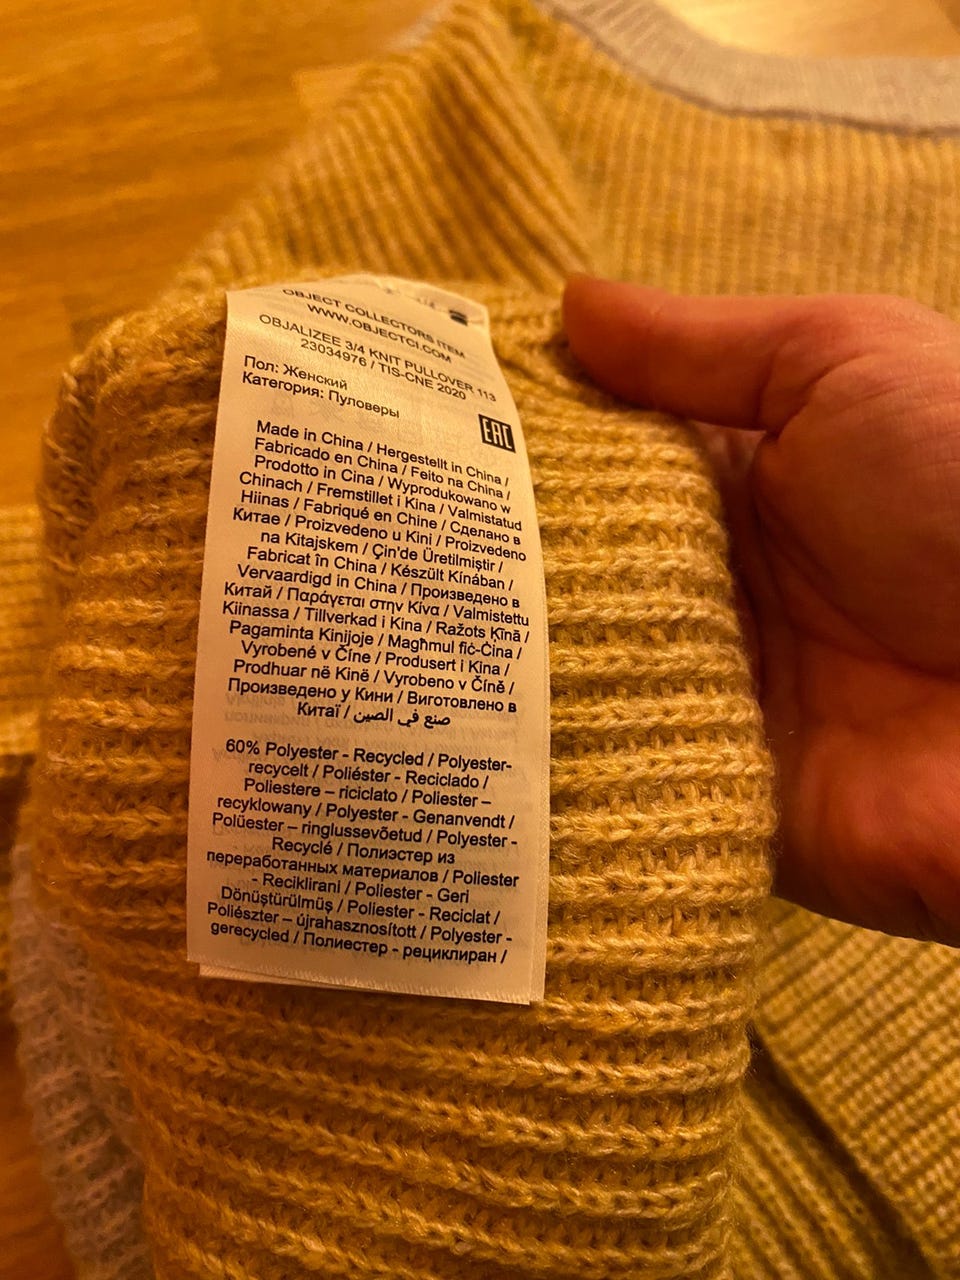 OBJECT COLLECTORS ITEM
WWW.OBJECTCI.COM
OBJALIZEE 3/4 KNIT PULLOVER 113
23034976 / TIS-CNE 2020
Пол: Женский
Категория: Пуловеры
EAC
Made in China / Hergestellt in China /
Fabricado en China / Feito na China /
Prodotto in Cina / Wyprodukowano w
Chinach / Fremstillet i Kina / Valmistatud
Hiinas / Fabriqué en Chine / Сделано в
Китае / Proizvedeno u Kini / Proizvedeno
na Kitajskem / Çin'de Üretilmiştir /
Fabricat în China / Készült Kínában /
Vervaardigd in China / Произведено в
Китай / Παράγεται στην Κίνα / Valmistettu
Kiinassa / Tillverkad i Kina / Ražots Ķīnā /
Pagaminta Kinijoje / Magħmul fiċ-Ċina /
Vyrobené v Číne / Produsert i Kina /
Prodhuar në Kinë / Vyrobeno v Číně /
Произведено у Кини / Виготовлено в
Китаї / صنع في الصين
60% Polyester - Recycled / Polyester-
recycelt / Poliéster - Reciclado /
Poliestere – riciclato / Poliester –
recyklowany / Polyester - Genanvendt /
Polüester – ringlussevõetud / Polyester -
Recyclé / Полиэстер из
переработанных материалов / Poliester
- Reciklirani / Poliester - Geri
Dönüştürülmüş / Poliester - Reciclat /
Poliészter – újrahasznosított / Polyester -
gerecycled / Полиестер - рециклиран /